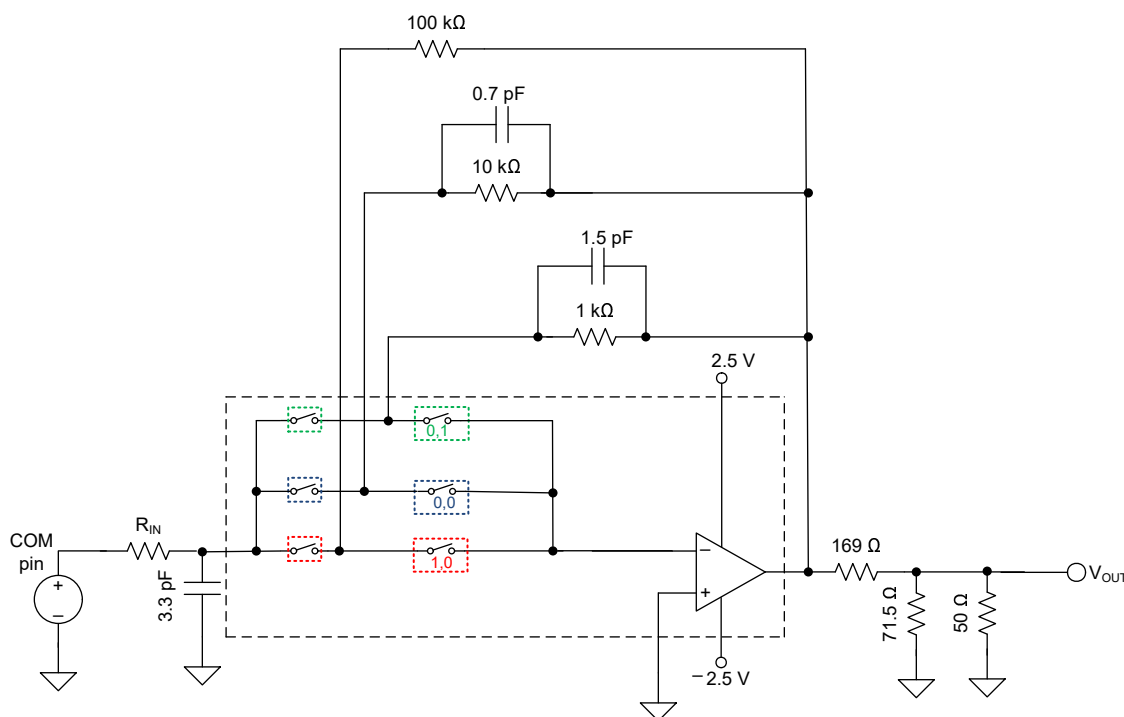 100 kΩ
0.7 pF
10 kΩ
1.5 pF
1 kΩ
2.5 V
0,1
0,0
1,0
COM
pin
R_IN
3.3 pF
+
−
−
+
−2.5 V
169 Ω
71.5 Ω
50 Ω
V_OUT